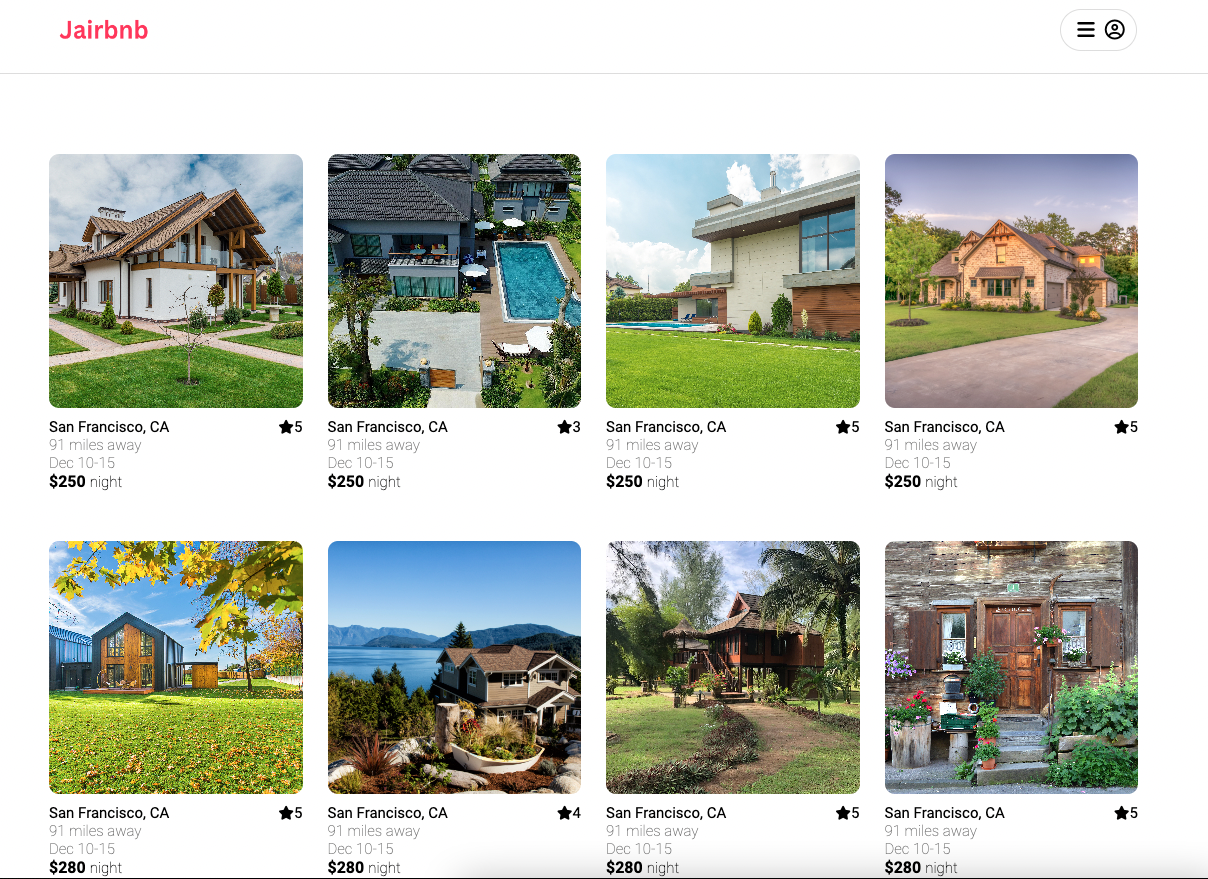 Jairbnb
San Francisco, CA ★5
91 miles away
Dec 10-15
$250 night
San Francisco, CA ★3
91 miles away
Dec 10-15
$250 night
San Francisco, CA ★5
91 miles away
Dec 10-15
$250 night
San Francisco, CA ★5
91 miles away
Dec 10-15
$250 night
San Francisco, CA ★5
91 miles away
Dec 10-15
$280 night
San Francisco, CA ★4
91 miles away
Dec 10-15
$280 night
San Francisco, CA ★5
91 miles away
Dec 10-15
$280 night
San Francisco, CA ★5
91 miles away
Dec 10-15
$280 night